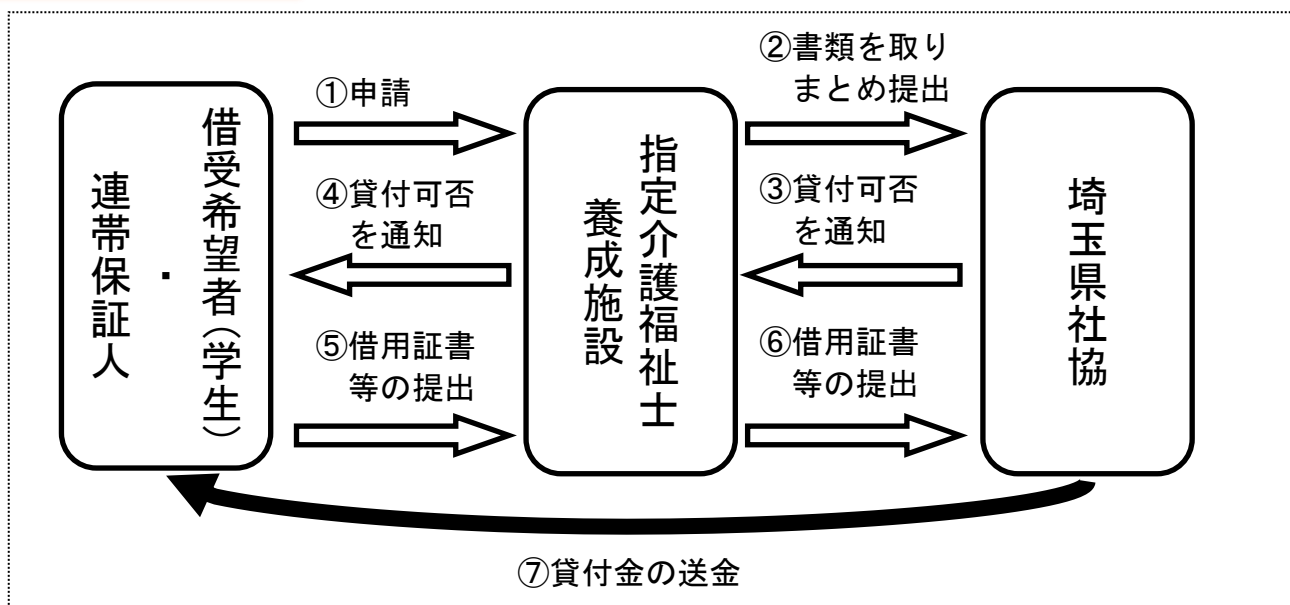 借受希望者(学生)
・
連帯保証人
①申請
④貸付可否
を通知
⑤借用証書
等の提出
指定介護福祉士
養成施設
②書類を取り
まとめ提出
③貸付可否
を通知
⑥借用証書
等の提出
埼玉県社協
⑦貸付金の送金